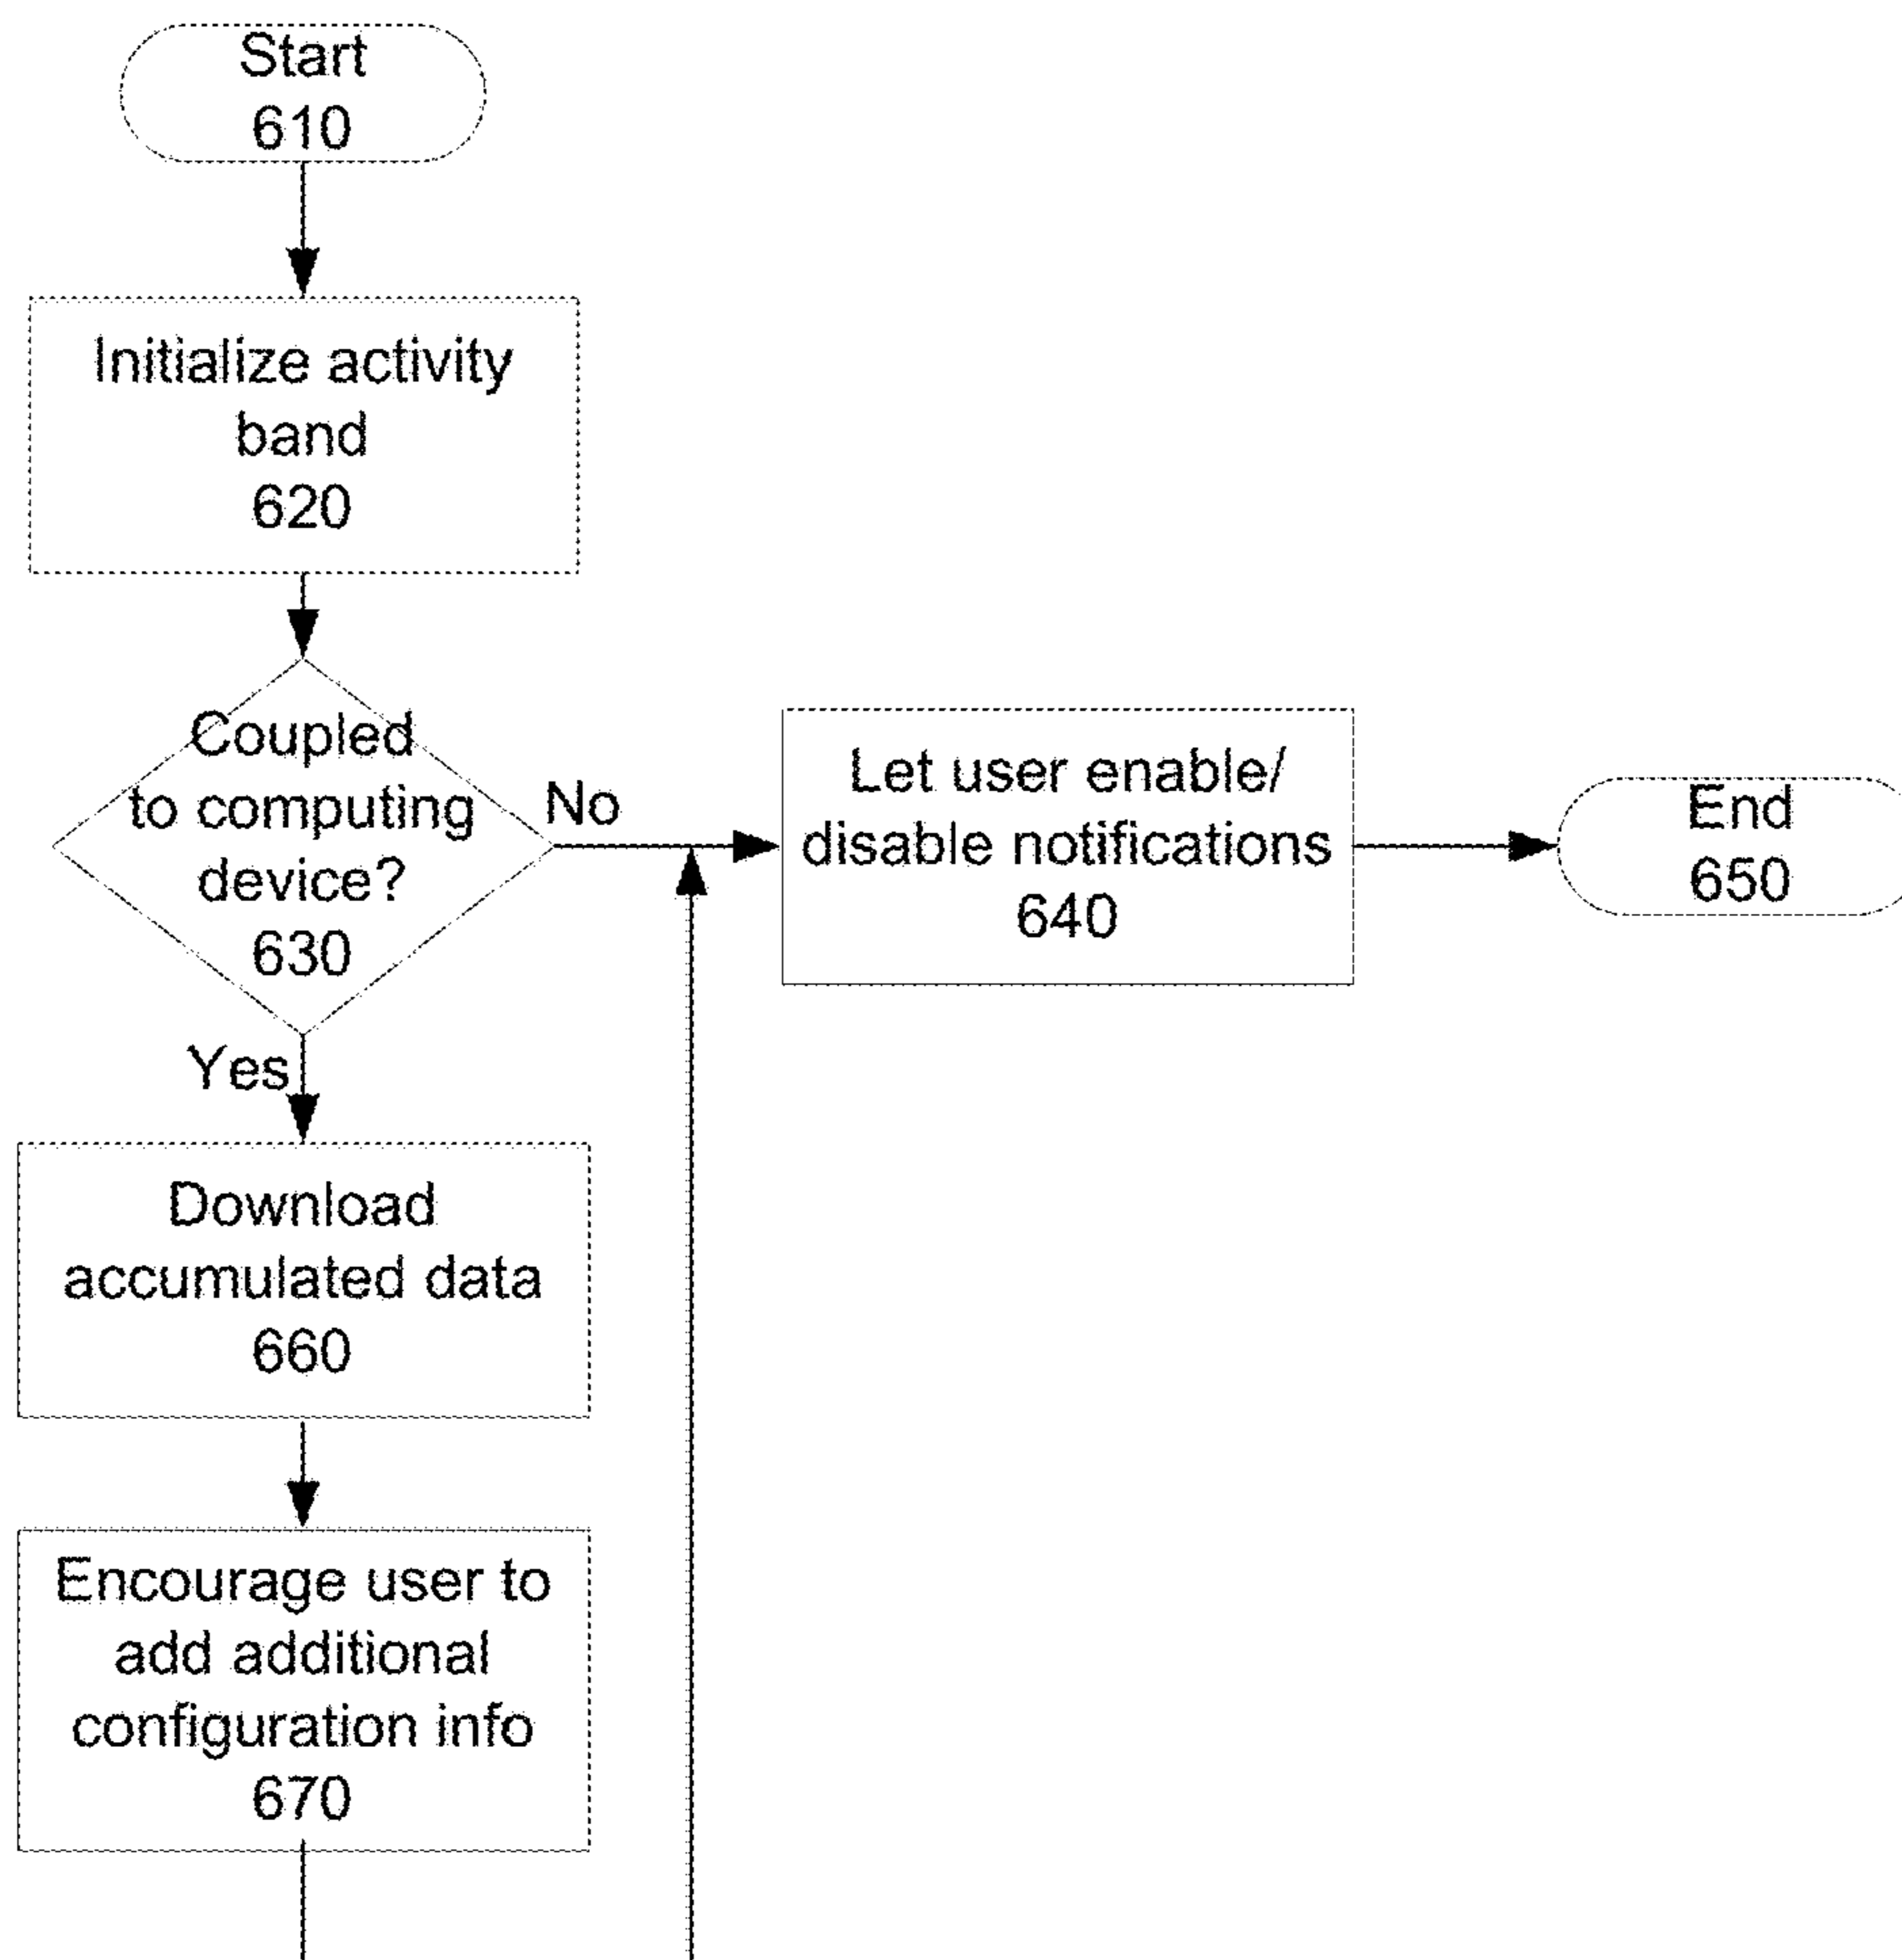 Start
610
Initialize activity
band
620
Coupled
to computing
device?
630
No
Let user enable/
disable notifications
640
End
650
Yes
Download
accumulated data
660
Encourage user to
add additional
configuration info
670